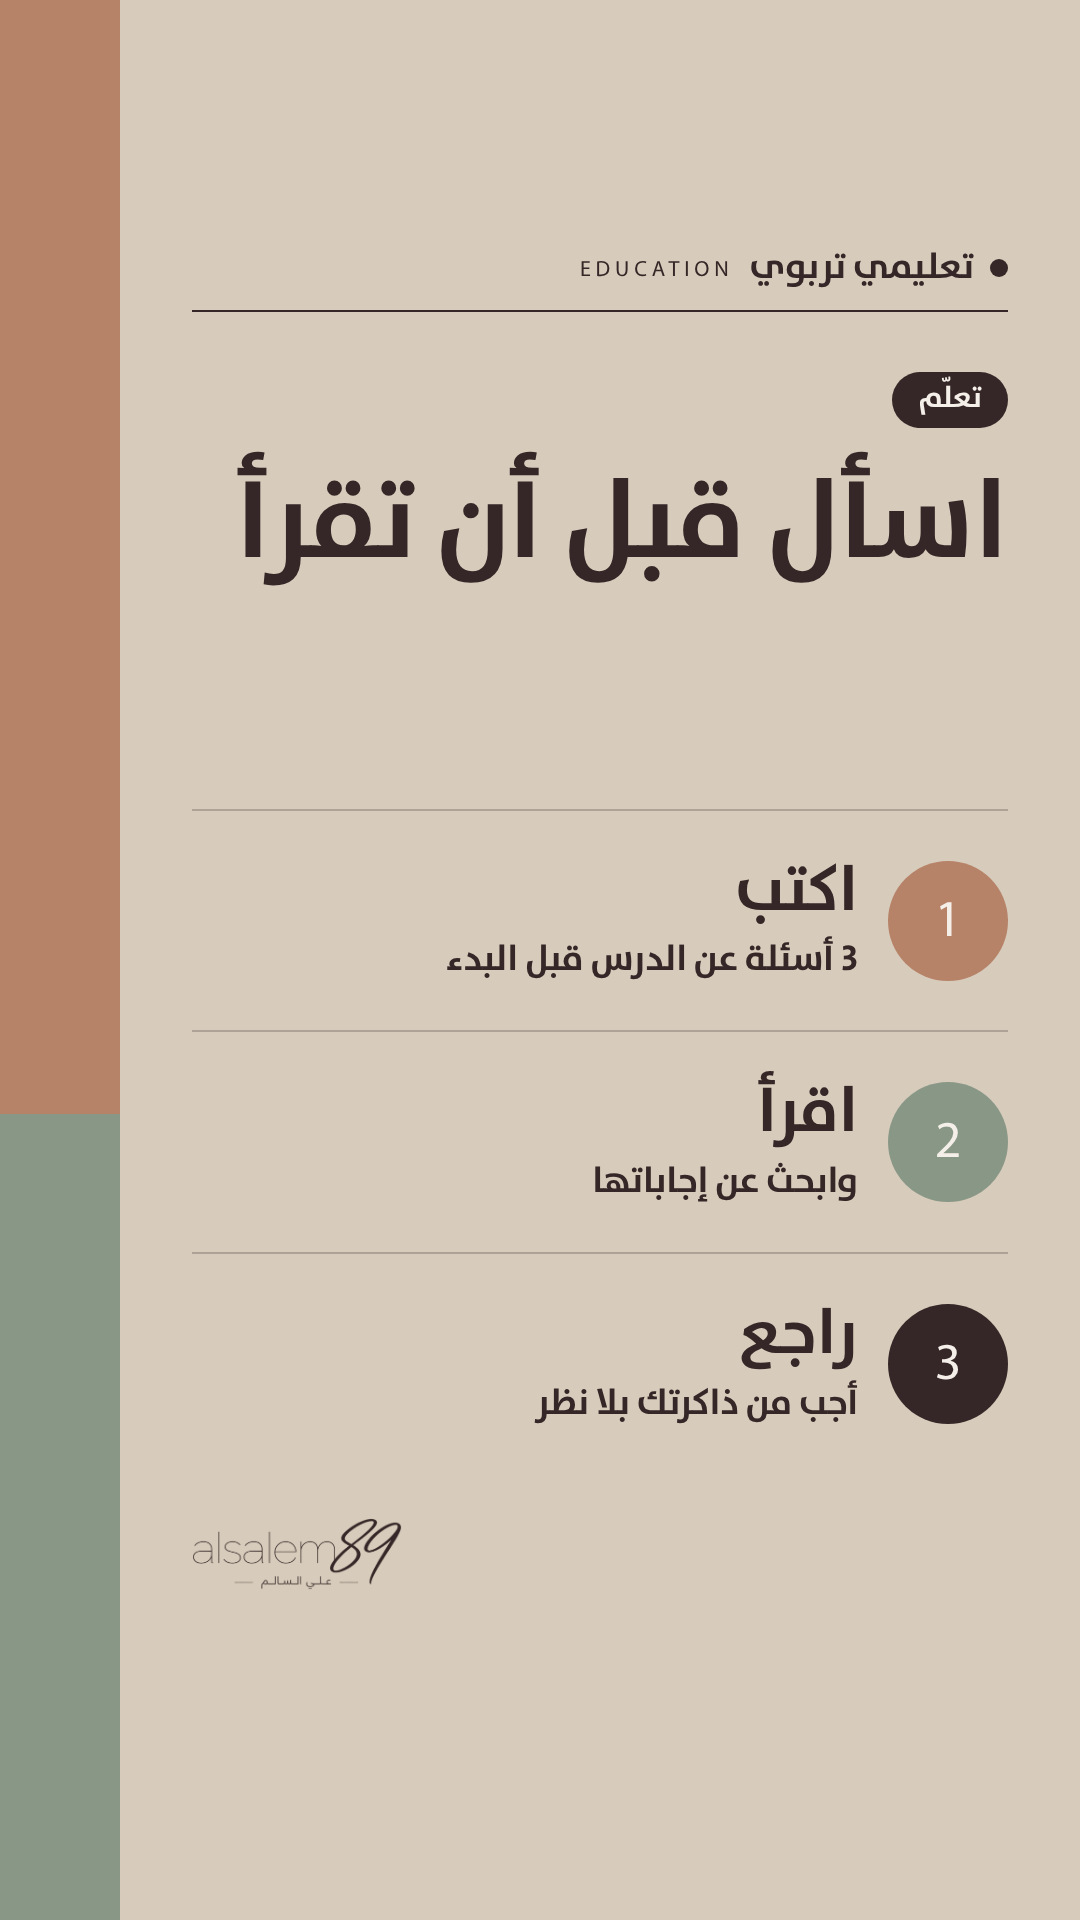 تعليمي تربوي EDUCATION
تعلّم
اسأل قبل أن تقرأ
1
اكتب
3 أسئلة عن الدرس قبل البدء
2
اقرأ
وابحث عن إجاباتها
3
راجع
أجب من ذاكرتك بلا نظر
alsalem89
علي السالم